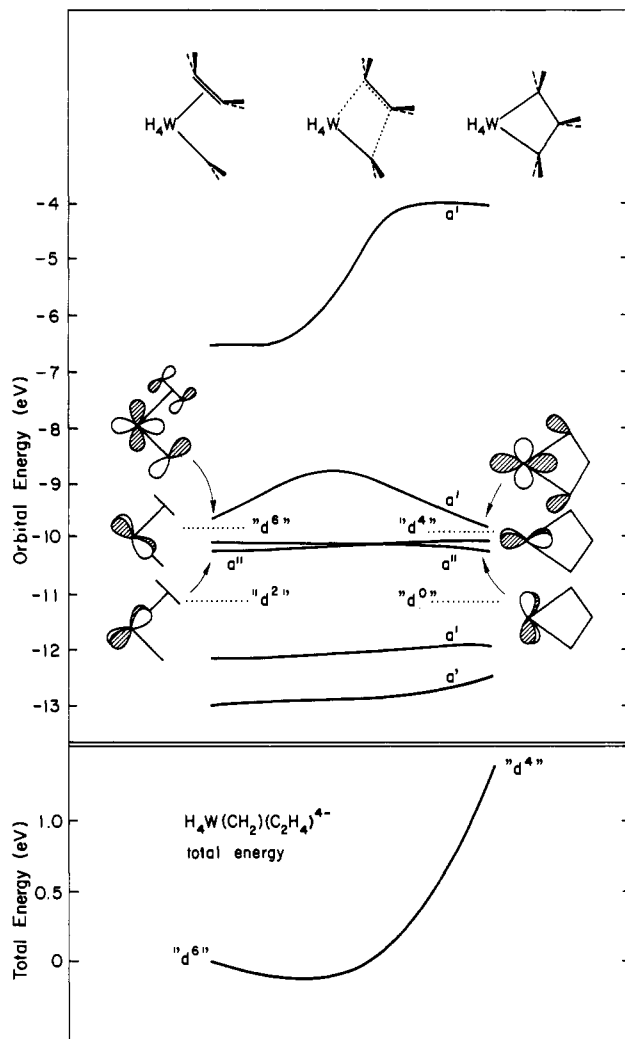 H₄W
H₄W
H₄W
-4
-5
-6
-7
-8
-9
-10
-11
-12
-13
Orbital Energy (eV)
a'
a'
"d⁶"
"d⁴"
a"
a"
"d²"
"d⁰"
a'
a'
1.0
0.5
0
Total Energy (eV)
H₄W(CH₂)(C₂H₄)⁴⁻
total energy
"d⁶"
"d⁴"